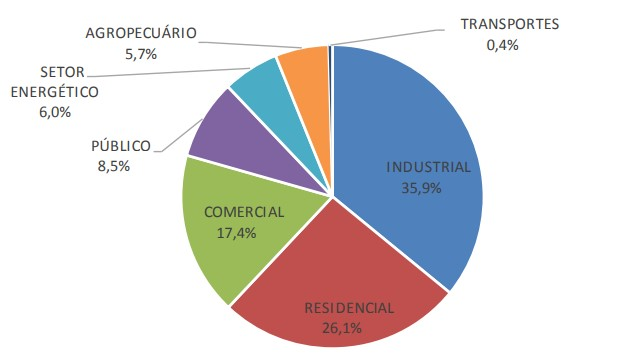 TRANSPORTES
0,4%
AGROPECUÁRIO
5,7%
SETOR
ENERGÉTICO
6,0%
PÚBLICO
8,5%
INDUSTRIAL
35,9%
COMERCIAL
17,4%
RESIDENCIAL
26,1%